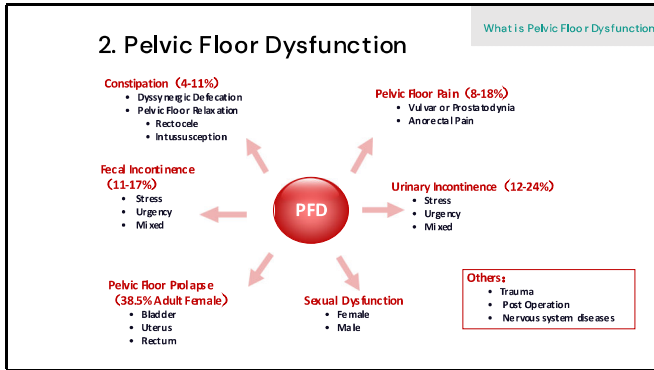 What is Pelvic Floor Dysfunction
2. Pelvic Floor Dysfunction
Constipation（4-11%）
• Dyssynergic Defecation
• Pelvic Floor Relaxation
• Rectocele
• Intussusception
Pelvic Floor Pain（8-18%）
• Vulvar or Prostatodynia
• Anorectal Pain
Fecal Incontinence
（11-17%）
• Stress
• Urgency
• Mixed
PFD
Urinary Incontinence（12-24%）
• Stress
• Urgency
• Mixed
Pelvic Floor Prolapse
（38.5% Adult Female）
• Bladder
• Uterus
• Rectum
Sexual Dysfunction
• Female
• Male
Others：
• Trauma
• Post Operation
• Nervous system diseases